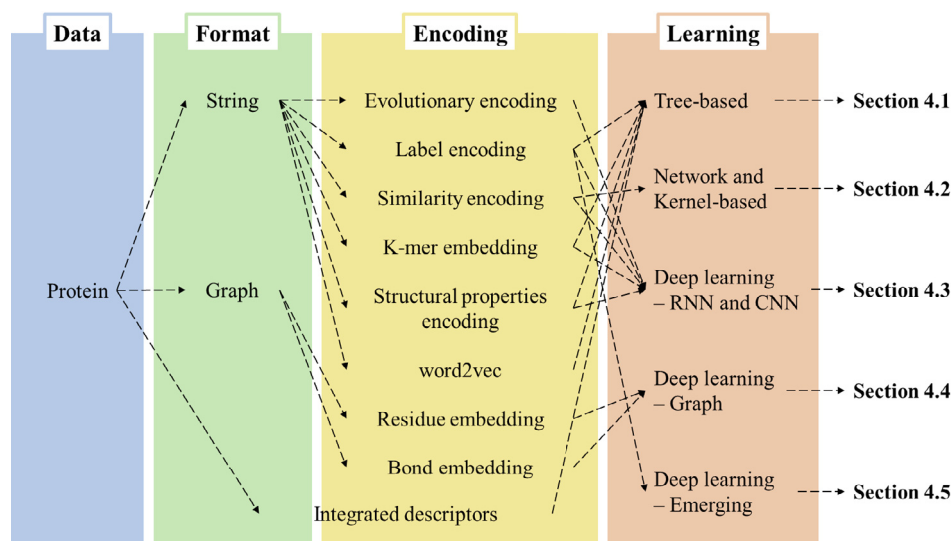 Data
Format
Encoding
Learning
Protein
String
Graph
Evolutionary encoding
Label encoding
Similarity encoding
K-mer embedding
Structural properties
encoding
word2vec
Residue embedding
Bond embedding
Integrated descriptors
Tree-based
Network and
Kernel-based
Deep learning
– RNN and CNN
Deep learning
– Graph
Deep learning
– Emerging
Section 4.1
Section 4.2
Section 4.3
Section 4.4
Section 4.5